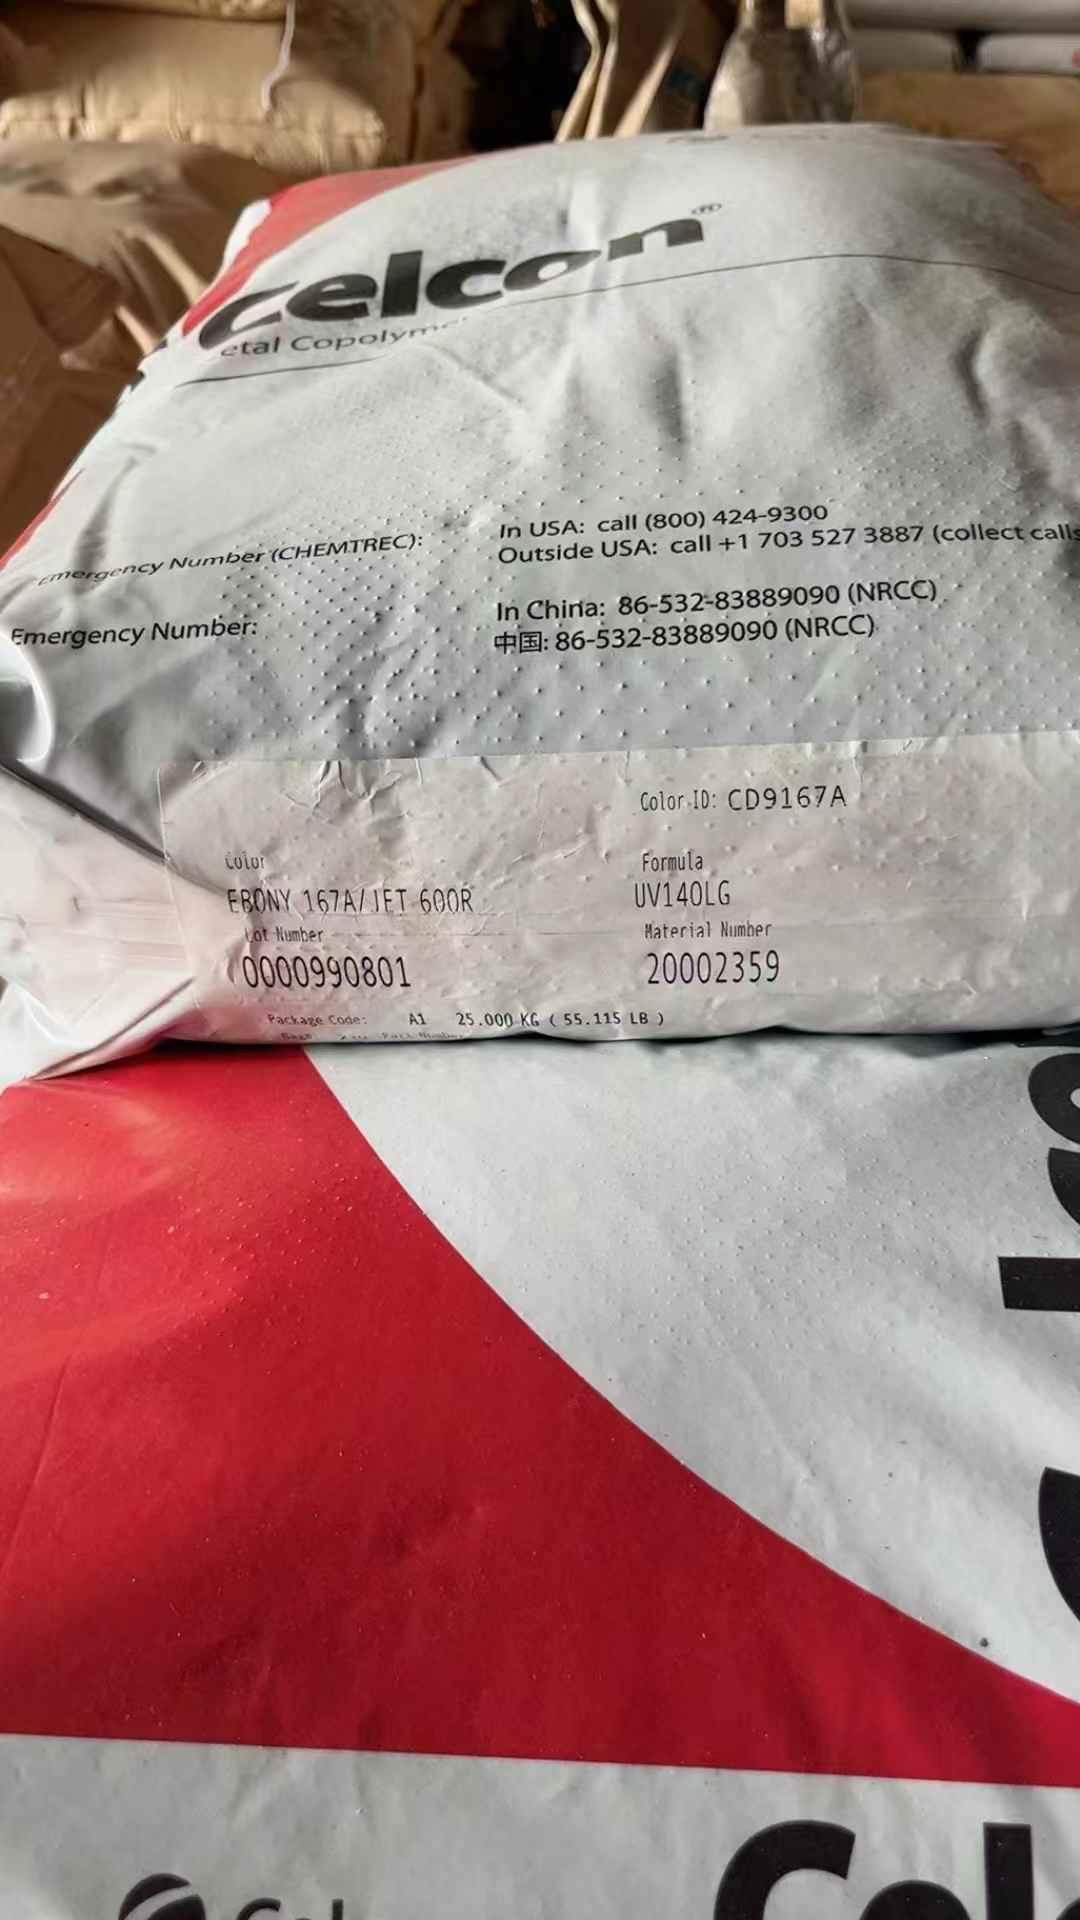 celcon®
etal Copolyme
Emergency Number (CHEMTREC):
In USA: call (800) 424-9300
Outside USA: call +1 703 527 3887 (collect calls
Emergency Number:
In China: 86-532-83889090 (NRCC)
中国: 86-532-83889090 (NRCC)
Color ID: CD9167A
Color
Formula
EBONY 167A/JET 600R
UV140LG
Lot Number
Material Number
0000990801
20002359
Package Code: A1 25.000 KG ( 55.115 LB )
Cel
Cel